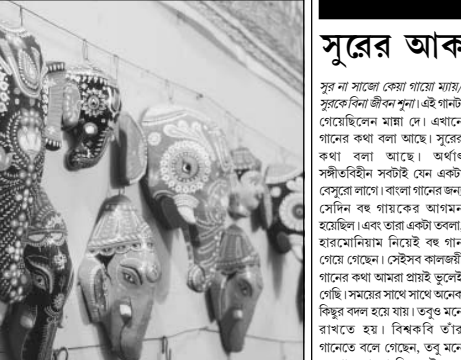 সুরের আক
সুর না সাজো কেয়া গায়ো ম্যায়/
সুরকে বিনা জীবন শূনা। এই গানট
গেয়েছিলেন মান্না দে। এখানে
গানের কথা বলা আছে। সুরের
কথা বলা আছে। অর্থাৎ
সঙ্গীতবিহীন সবটাই যেন একট
বেসুরো লাগে। বাংলা গানের জন্য
সেদিন বহু গায়কের আগমন
হয়েছিল। এবং তারা একটা তবলা,
হারমোনিয়াম নিয়েই বহু গান
গেয়ে গেছেন। সেইসব কালজয়ী
গানের কথা আমরা প্রায়ই ভুলেই
গেছি। সময়ের সাথে সাথে অনেক
কিছুর বদল হয়ে যায়। তবুও মনে
রাখতে হয়। বিশ্বকবি তাঁর
গানেতে বলে গেছেন, তবু মনে